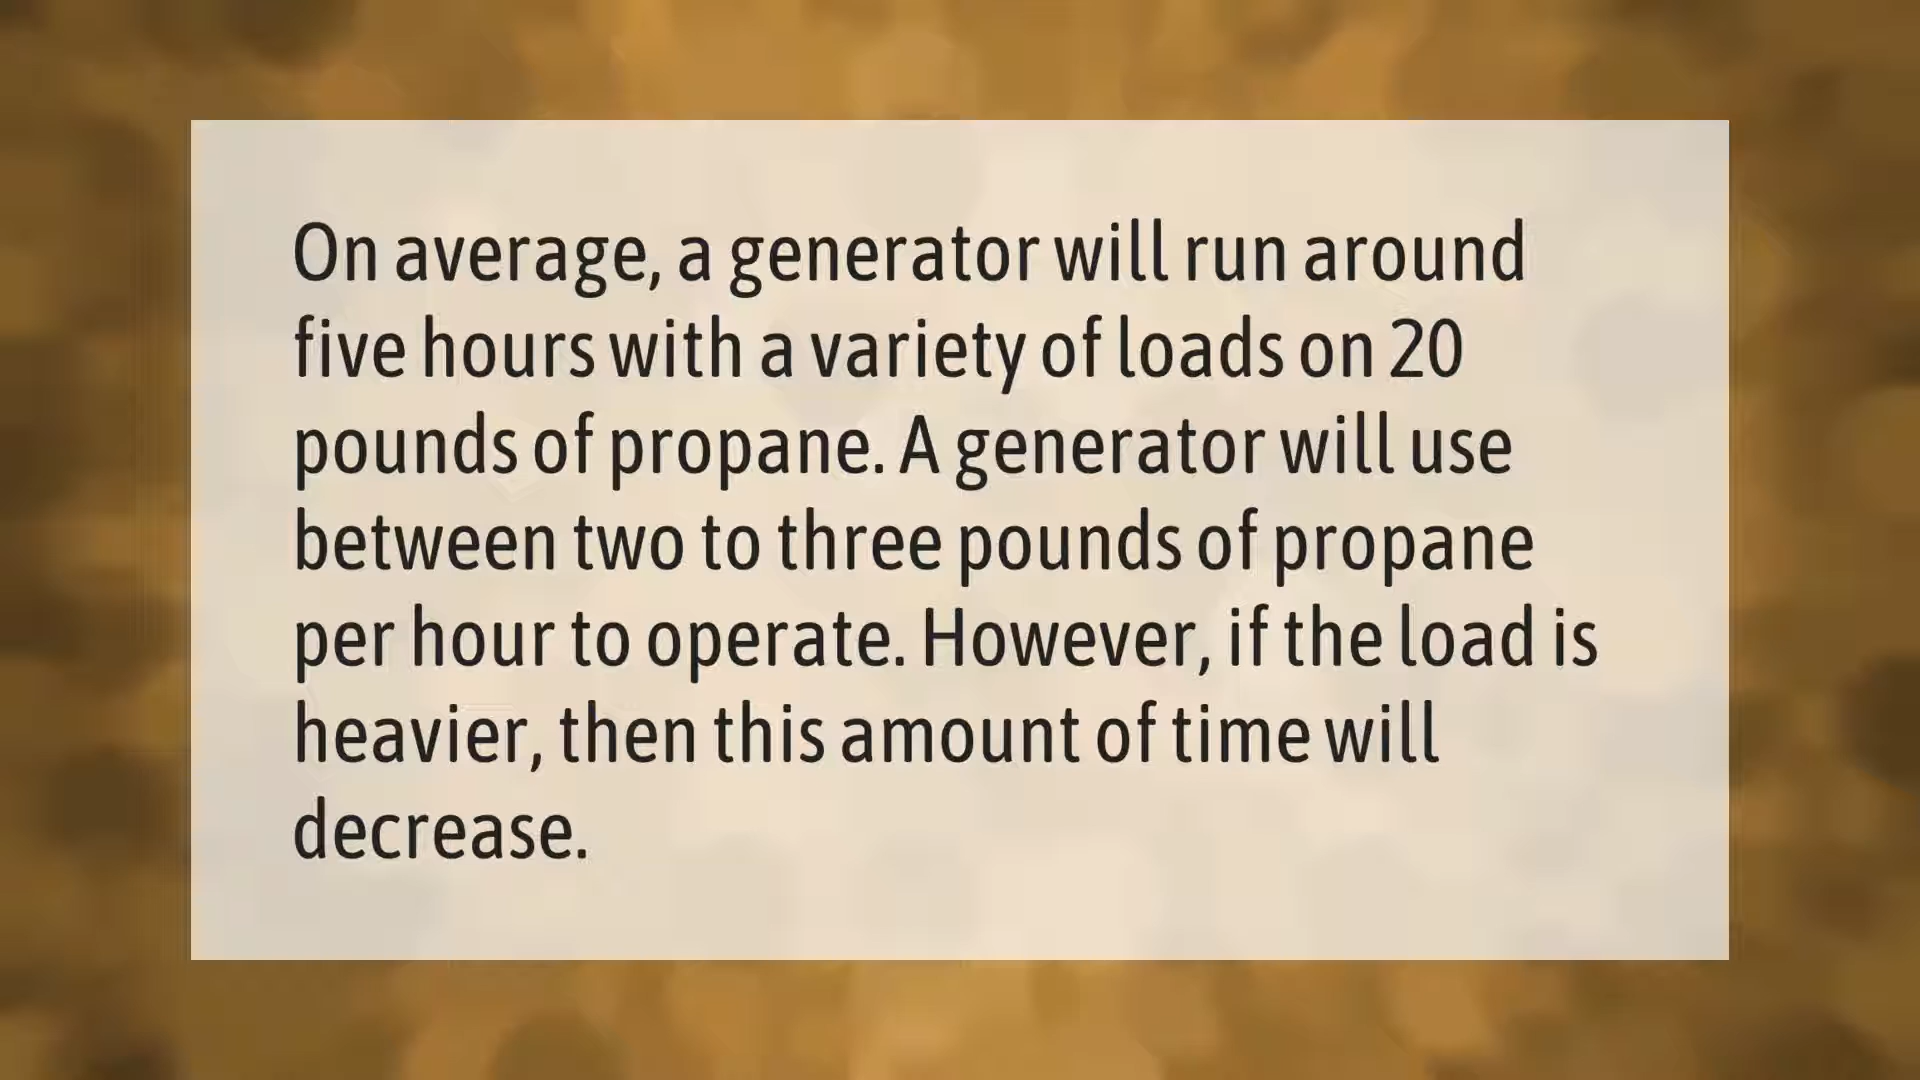 On average, a generator will run around
five hours with a variety of loads on 20
pounds of propane. A generator will use
between two to three pounds of propane
per hour to operate. However, if the load is
heavier, then this amount of time will
decrease.